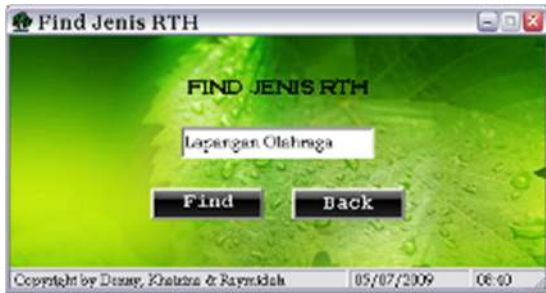 Find Jenis RTH
FIND JENIS RTH
Lapangan Olahraga
Find Back
Copyright by Denny, Khairina & Raymidah 05/07/2009 08:40